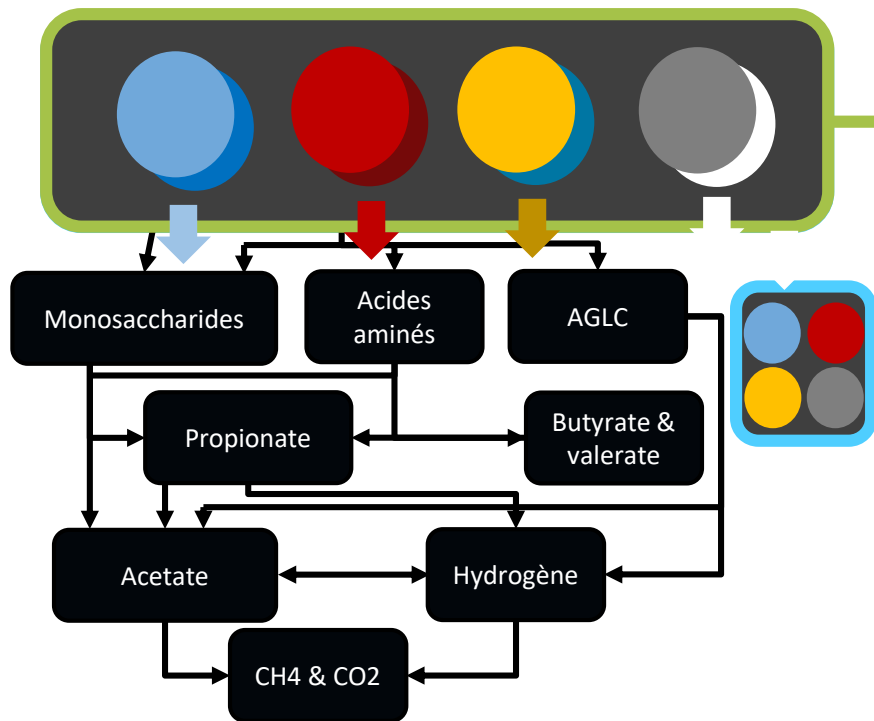 Monosaccharides
Acides
aminés
AGLC
Propionate
Butyrate &
valerate
Acetate
Hydrogène
CH4 & CO2